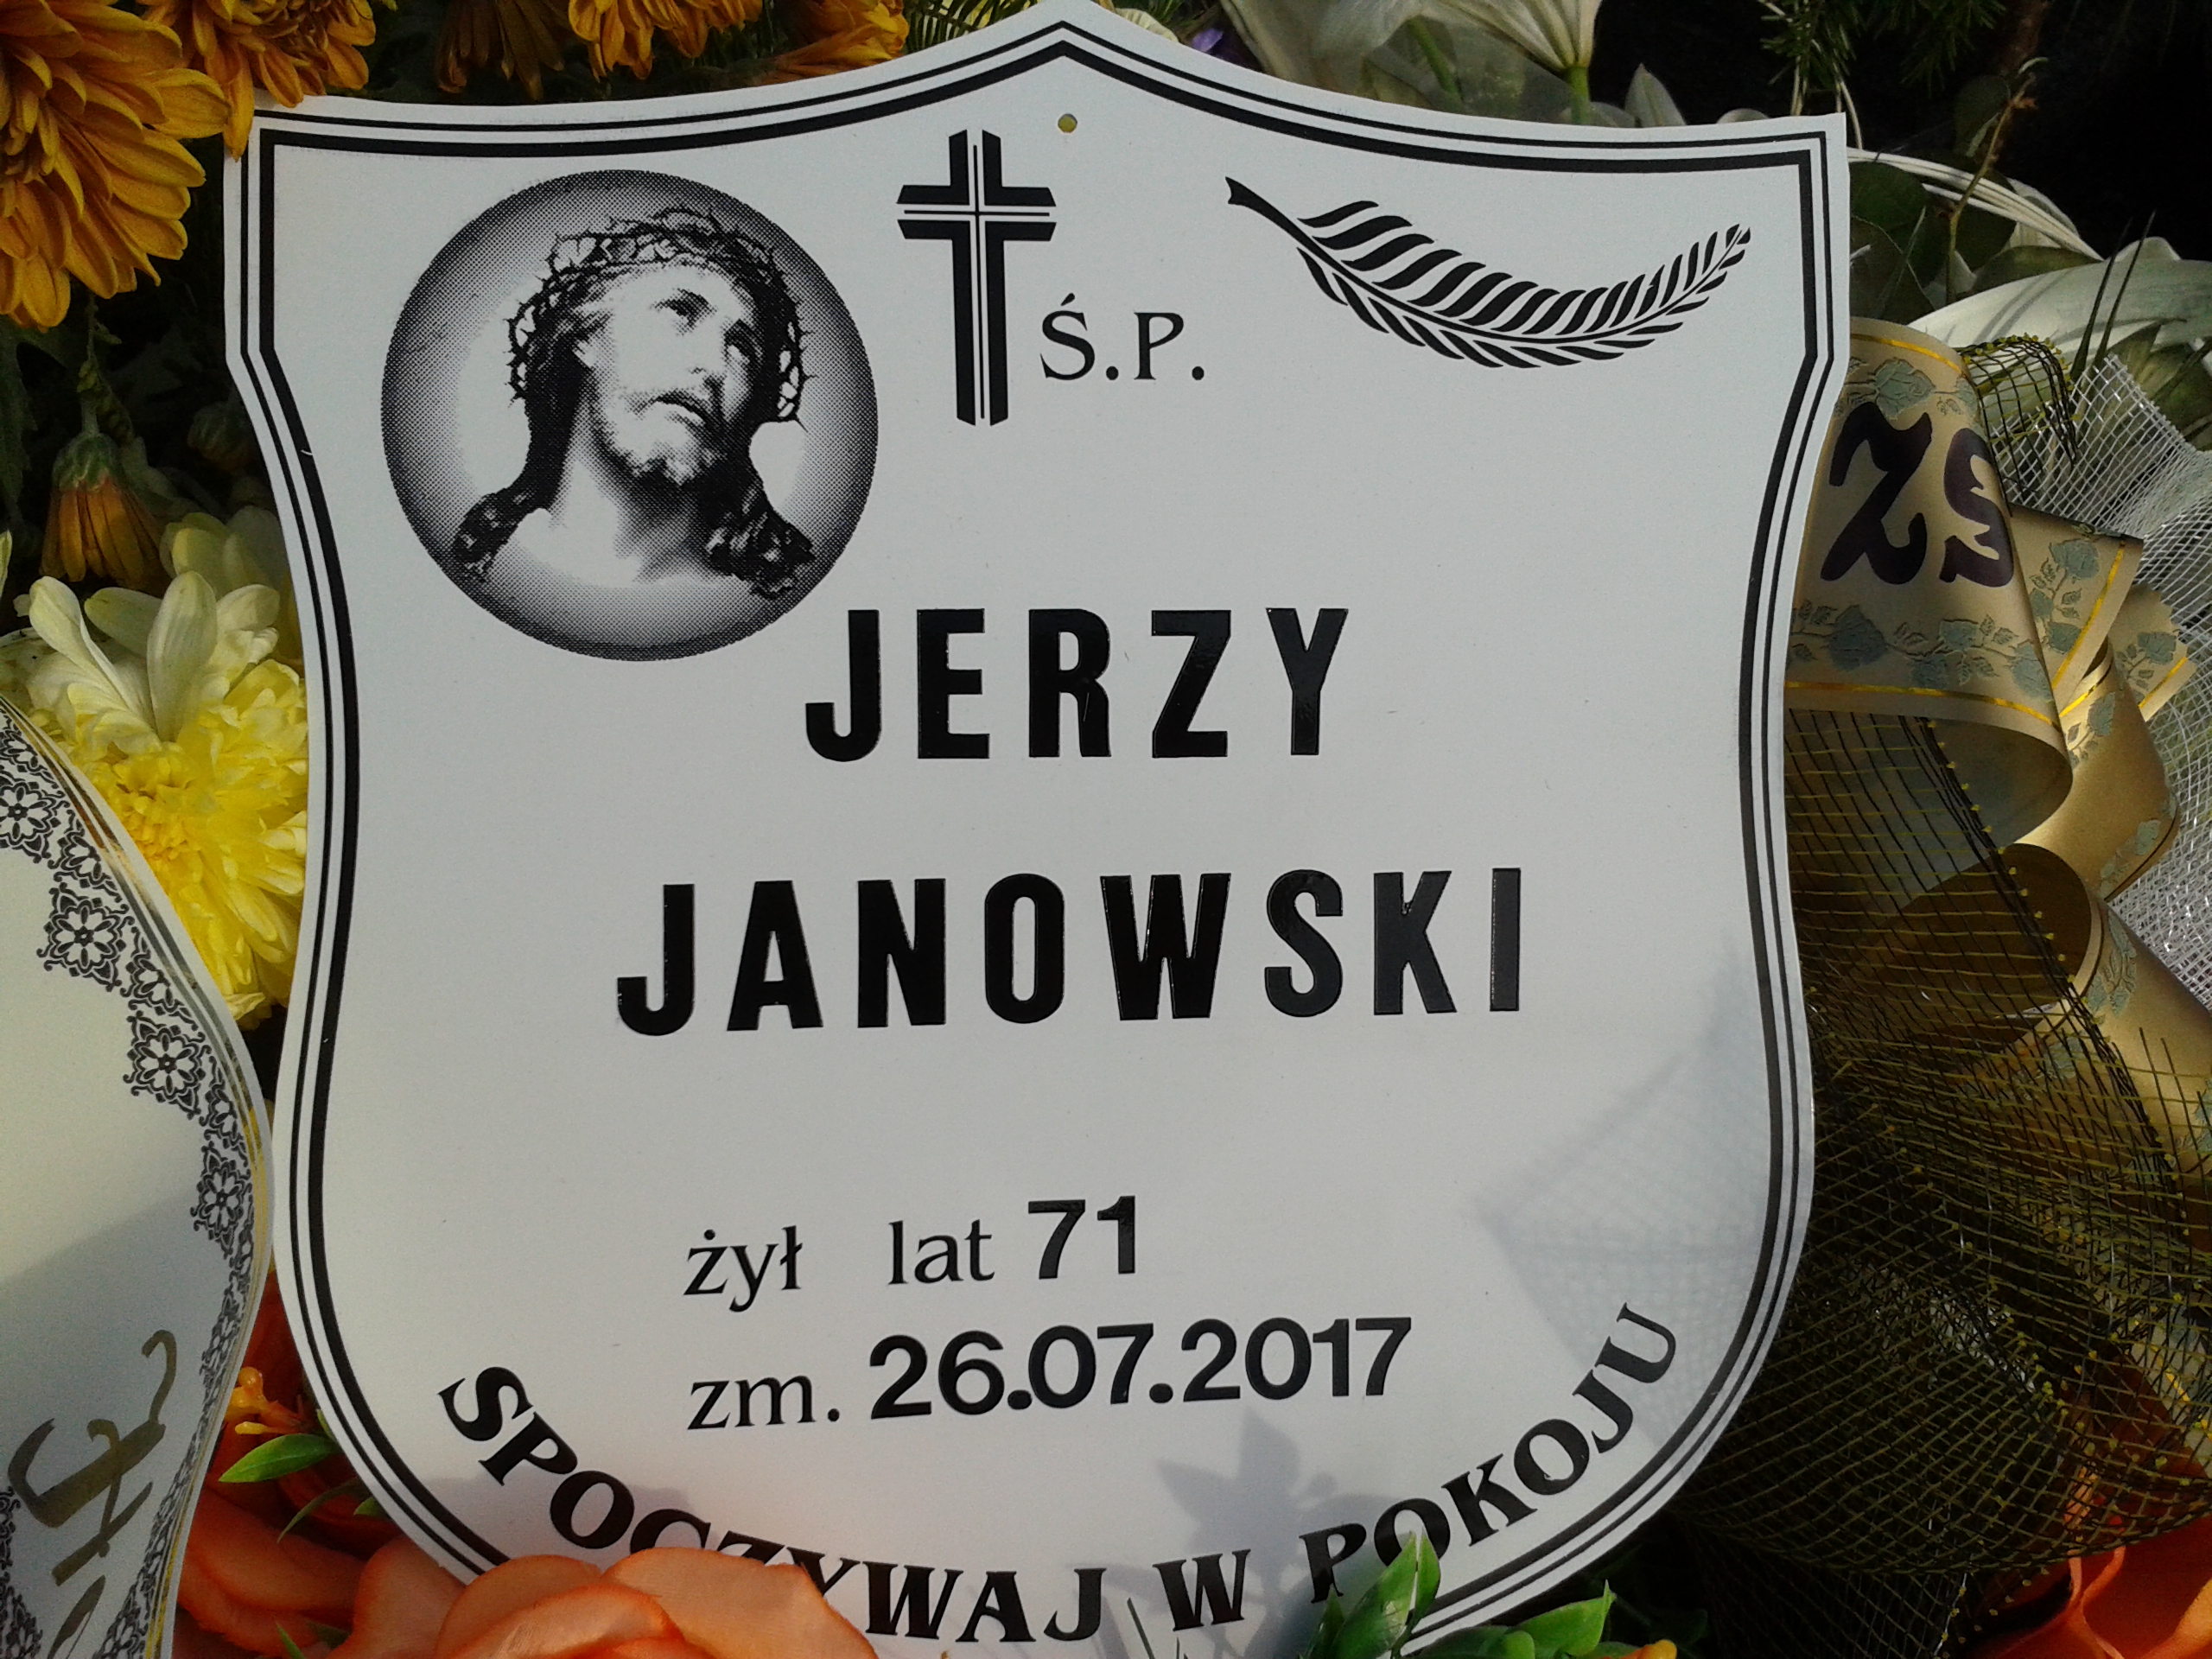 Ś.P.
JERZY
JANOWSKI
żył lat 71
zm. 26.07.2017
SPOCZYWAJ W POKOJU